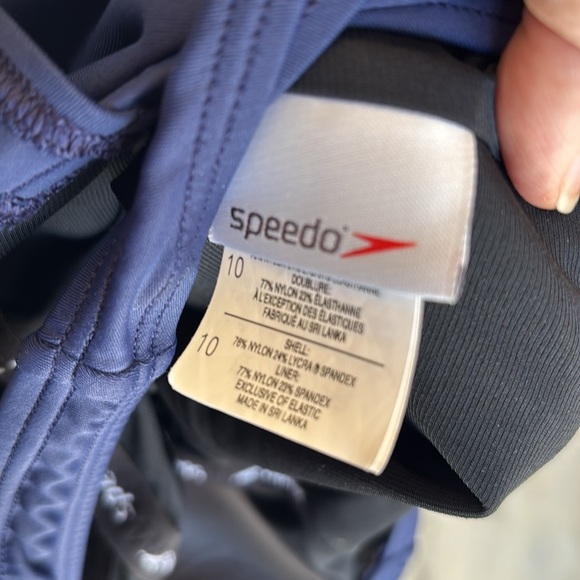 speedo
10
DOUBLURE:
77% NYLON 23% ÉLASTHANNE
À L'EXCEPTION DES ÉLASTIQUES
FABRIQUÉ AU SRI LANKA
10
SHELL:
76% NYLON 24% LYCRA® SPANDEX
LINER:
77% NYLON 23% SPANDEX
EXCLUSIVE OF ELASTIC
MADE IN SRI LANKA